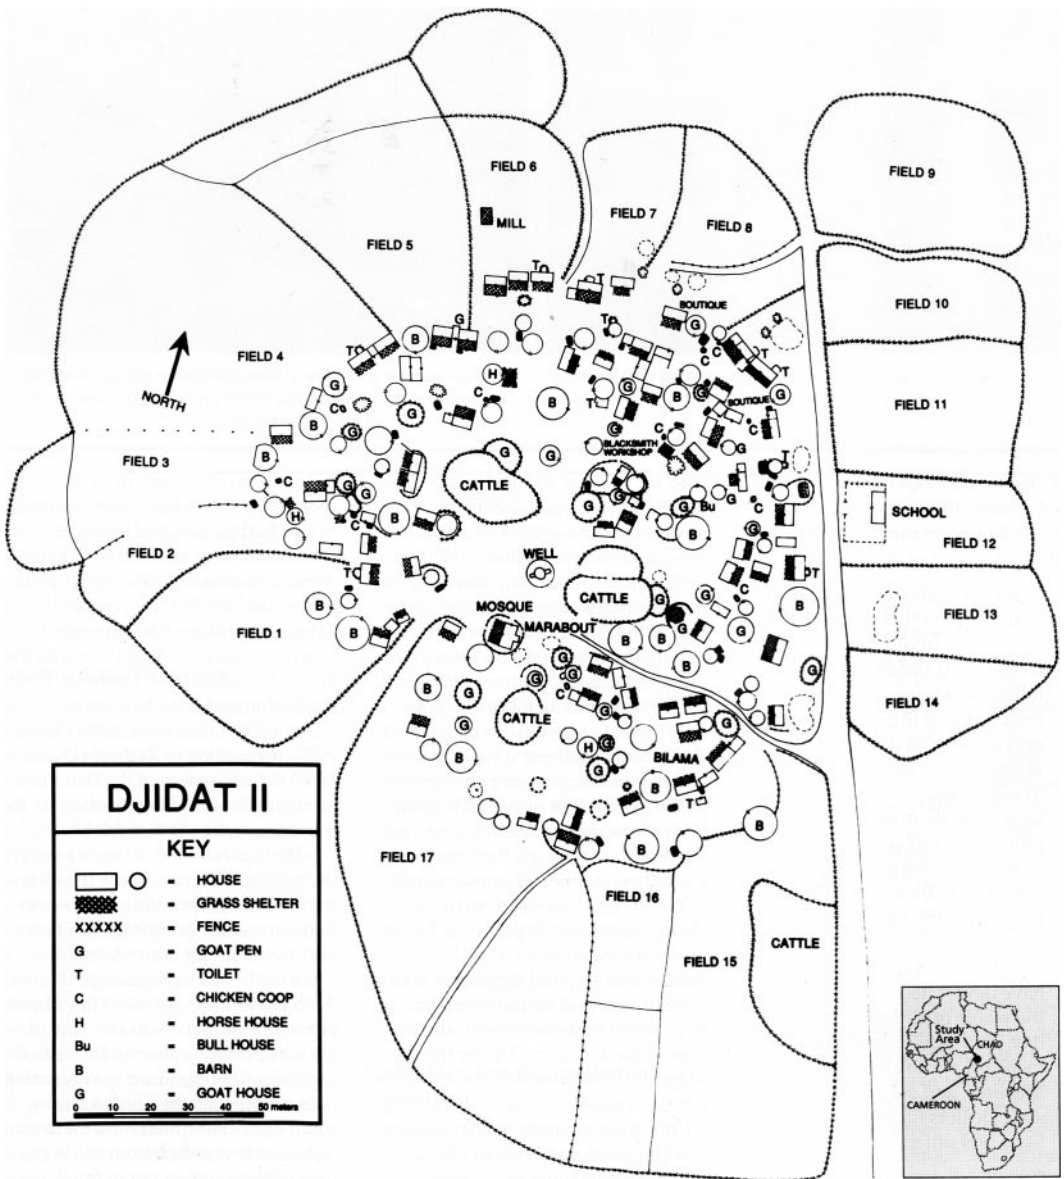 FIELD 9
FIELD 6
FIELD 7
FIELD 8
MILL
FIELD 5
T
T
FIELD 10
BOUTIQUE
G
T
G
B
C
C
T
T
FIELD 4
H
FIELD 11
NORTH
G
C
C
G
B
T
G
B
C
BOUTIQUE
G
B
G
G
BLACKSMITH
WORKSHOP
C
G
C
FIELD 3
B
C
G
G
CATTLE
G
T
G
G
Bu
SCHOOL
H
C
B
G
G
B
G
FIELD 12
FIELD 2
T
WELL
CATTLE
G
C
T
B
FIELD 13
FIELD 1
B
B
MOSQUE
MARABOUT
B
B
G
G
B
G
B
G
G
G
C
FIELD 14
G
CATTLE
G
G
B
H
G
BILAMA
G
B
T
B
B
FIELD 17
FIELD 16
CATTLE
FIELD 15
DJIDAT II
KEY
- HOUSE
- GRASS SHELTER
XXXXX - FENCE
G - GOAT PEN
T - TOILET
C - CHICKEN COOP
H - HORSE HOUSE
Bu - BULL HOUSE
B - BARN
G - GOAT HOUSE
0 10 20 30 40 50 meters
Study
Area
CHAD
CAMEROON